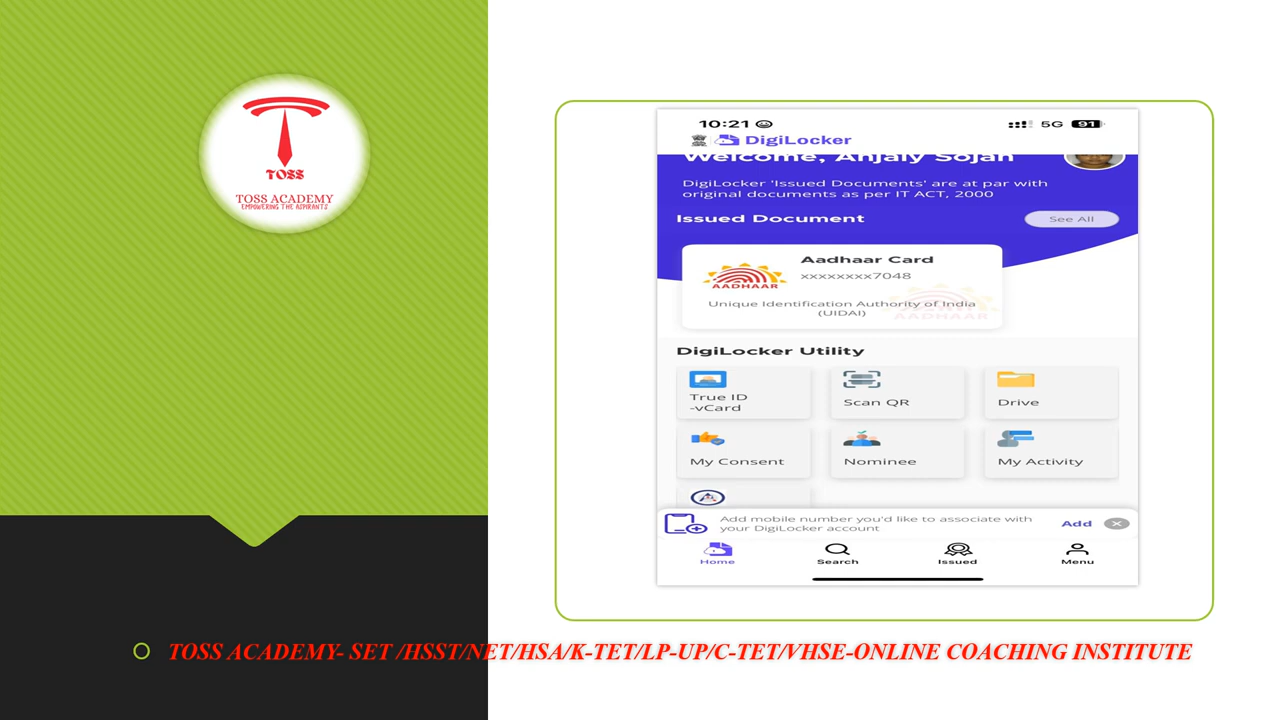 TOSS
TOSS ACADEMY
EMPOWERING THE ASPIRANTS
10:21
5G 91
DigiLocker
Welcome, Anjaly Sojan
DigiLocker 'Issued Documents' are at par with
original documents as per IT ACT, 2000
Issued Document
See All
Aadhaar Card
xxxxxxxx7048
AADHAAR
Unique Identification Authority of India
(UIDAI)
AADHAAR
DigiLocker Utility
True ID
-vCard
Scan QR
Drive
My Consent
Nominee
My Activity
Add mobile number you'd like to associate with
your DigiLocker account
Add
Home
Search
Issued
Menu
TOSS ACADEMY- SET /HSST/NET/HSA/K-TET/LP-UP/C-TET/VHSE-ONLINE COACHING INSTITUTE